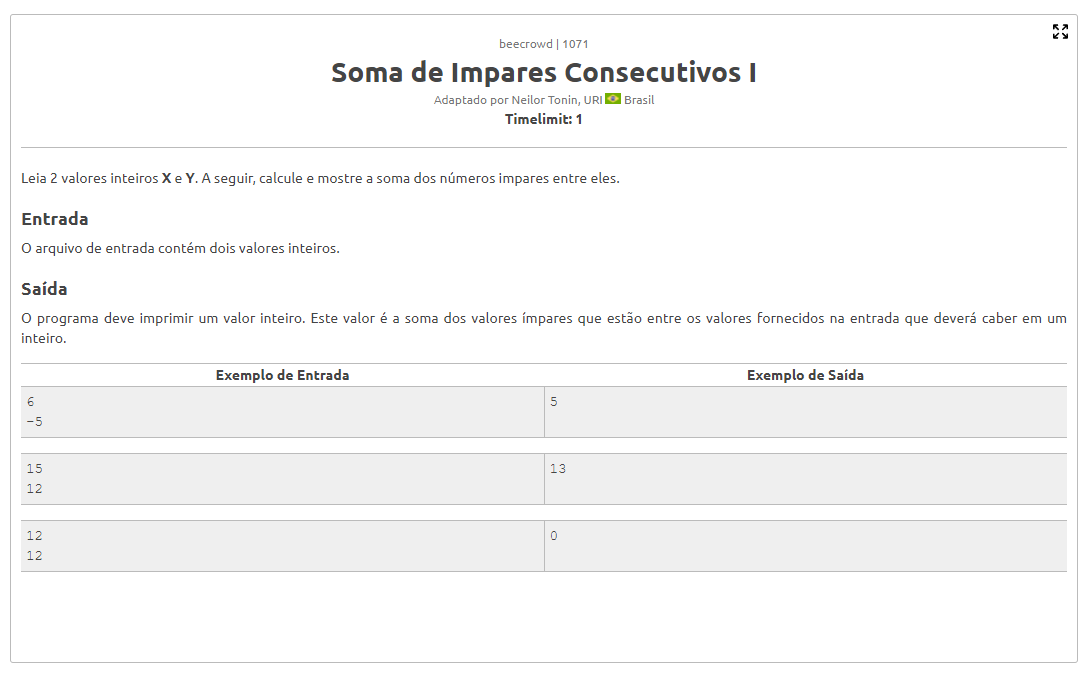 beecrowd | 1071
Soma de Impares Consecutivos I
Adaptado por Neilor Tonin, URI Brasil
Timelimit: 1
Leia 2 valores inteiros X e Y. A seguir, calcule e mostre a soma dos números impares entre eles.
Entrada
O arquivo de entrada contém dois valores inteiros.
Saída
O programa deve imprimir um valor inteiro. Este valor é a soma dos valores ímpares que estão entre os valores fornecidos na entrada que deverá caber em um
inteiro.
Exemplo de Entrada Exemplo de Saída
6 5
-5
15 13
12
12 0
12